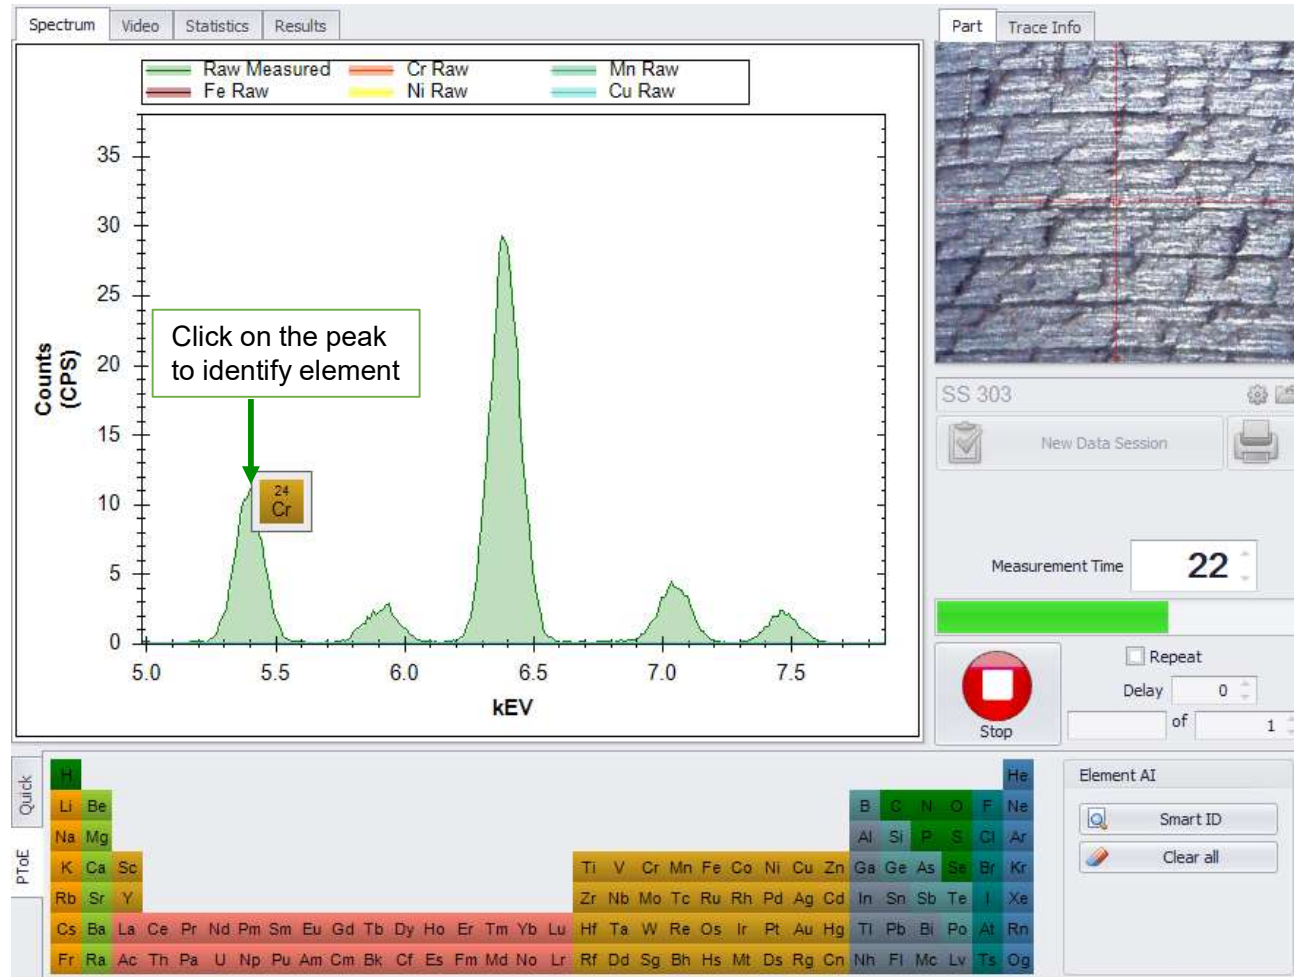 Spectrum Video Statistics Results
Part Trace Info
Raw Measured Cr Raw Mn Raw
Fe Raw Ni Raw Cu Raw
35
30
25
20
15
10
5
0
Counts
(CPS)
Click on the peak
to identify element
24
Cr
5.0 5.5 6.0 6.5 7.0 7.5
kEV
SS 303
New Data Session
Measurement Time 22
Repeat
Delay 0
of 1
Stop
Quick
PToE
H He
Li Be B C N O F Ne
Na Mg Al Si P S Cl Ar
K Ca Sc Ti V Cr Mn Fe Co Ni Cu Zn Ga Ge As Se Br Kr
Rb Sr Y Zr Nb Mo Tc Ru Rh Pd Ag Cd In Sn Sb Te I Xe
Cs Ba La Ce Pr Nd Pm Sm Eu Gd Tb Dy Ho Er Tm Yb Lu Hf Ta W Re Os Ir Pt Au Hg Tl Pb Bi Po At Rn
Fr Ra Ac Th Pa U Np Pu Am Cm Bk Cf Es Fm Md No Lr Rf Dd Sg Bh Hs Mt Ds Rg Cn Nh Fl Mc Lv Ts Og
Element AI
Smart ID
Clear all